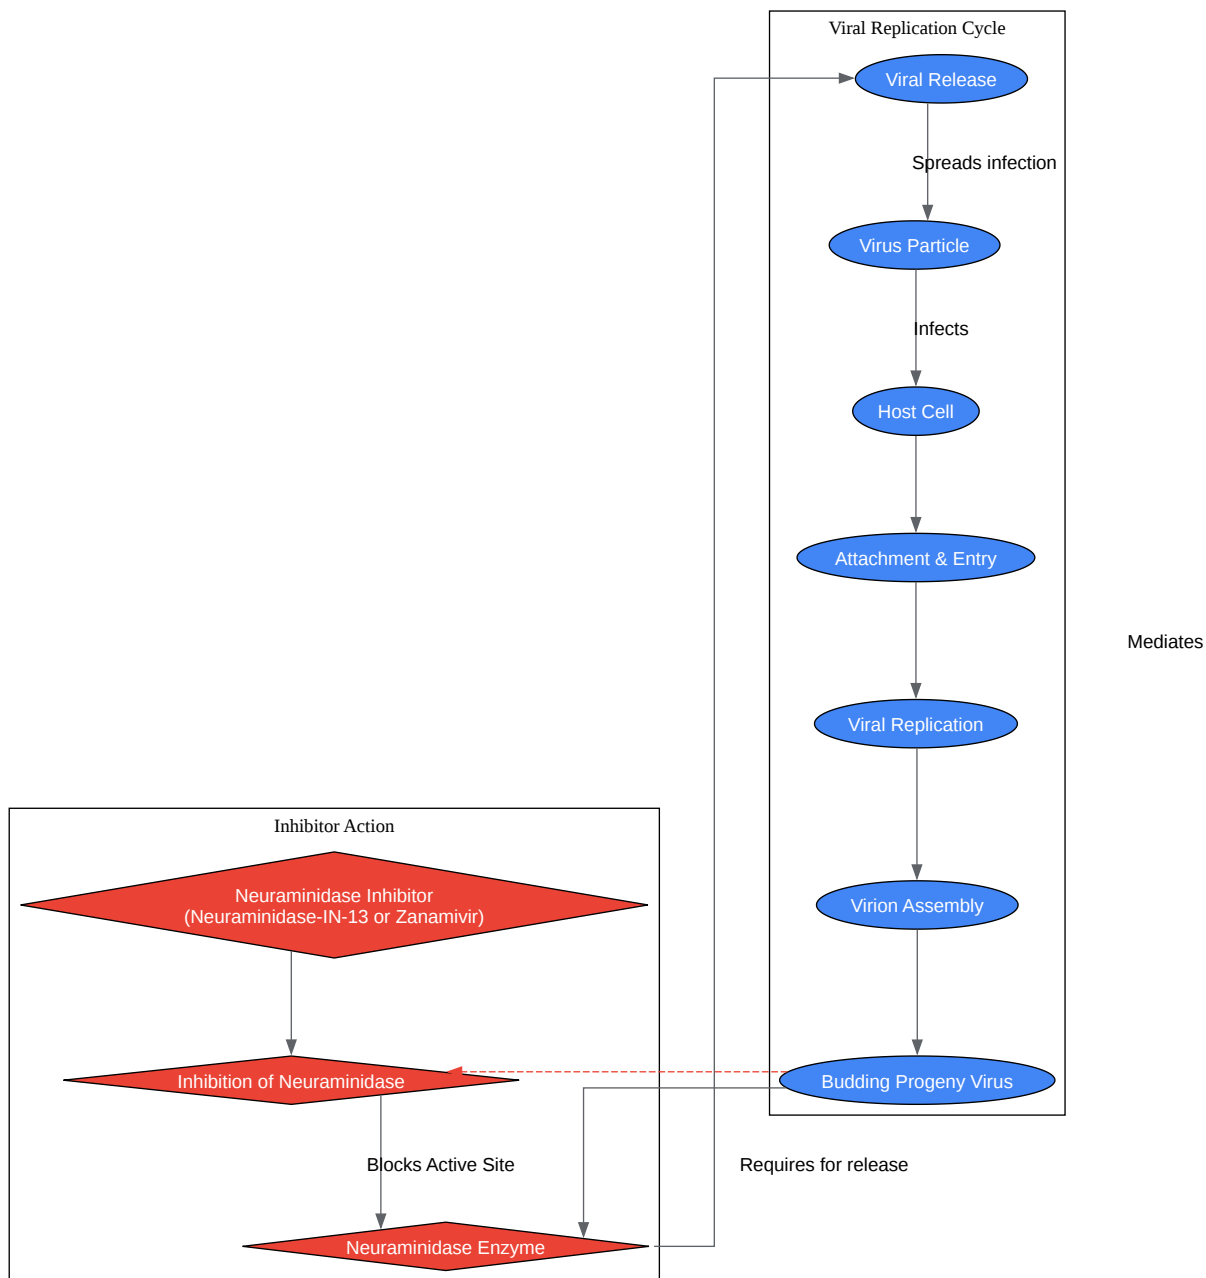 Viral Replication Cycle
Viral Release
Spreads infection
Virus Particle
Infects
Host Cell
Attachment & Entry
Mediates
Viral Replication
Inhibitor Action
Neuraminidase Inhibitor
(Neuraminidase-IN-13 or Zanamivir)
Virion Assembly
Inhibition of Neuraminidase
Budding Progeny Virus
Blocks Active Site
Requires for release
Neuraminidase Enzyme